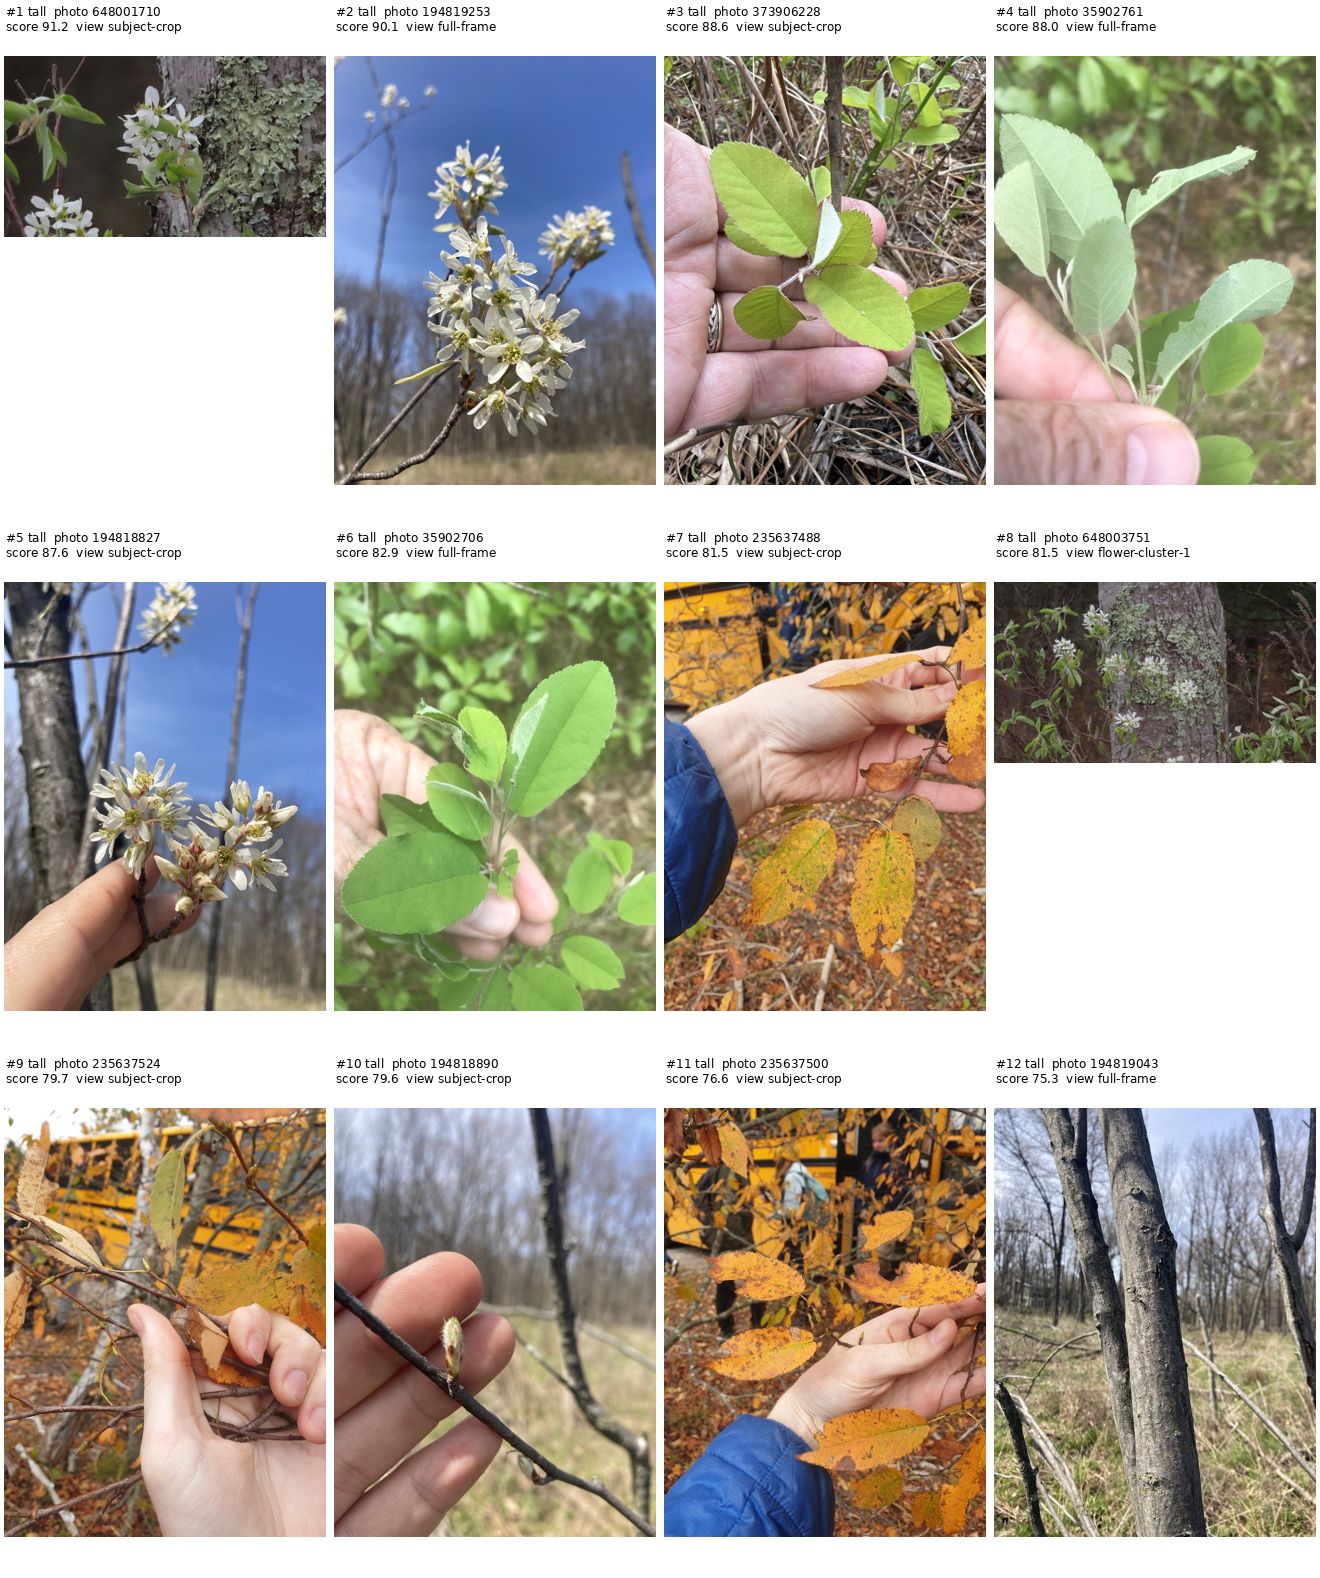 #1 tall  photo 648001710
score 91.2  view subject-crop
#2 tall  photo 194819253
score 90.1  view full-frame
#3 tall  photo 373906228
score 88.6  view subject-crop
#4 tall  photo 35902761
score 88.0  view full-frame
#5 tall  photo 194818827
score 87.6  view subject-crop
#6 tall  photo 35902706
score 82.9  view full-frame
#7 tall  photo 235637488
score 81.5  view subject-crop
#8 tall  photo 648003751
score 81.5  view flower-cluster-1
#9 tall  photo 235637524
score 79.7  view subject-crop
#10 tall  photo 194818890
score 79.6  view subject-crop
#11 tall  photo 235637500
score 76.6  view subject-crop
#12 tall  photo 194819043
score 75.3  view full-frame